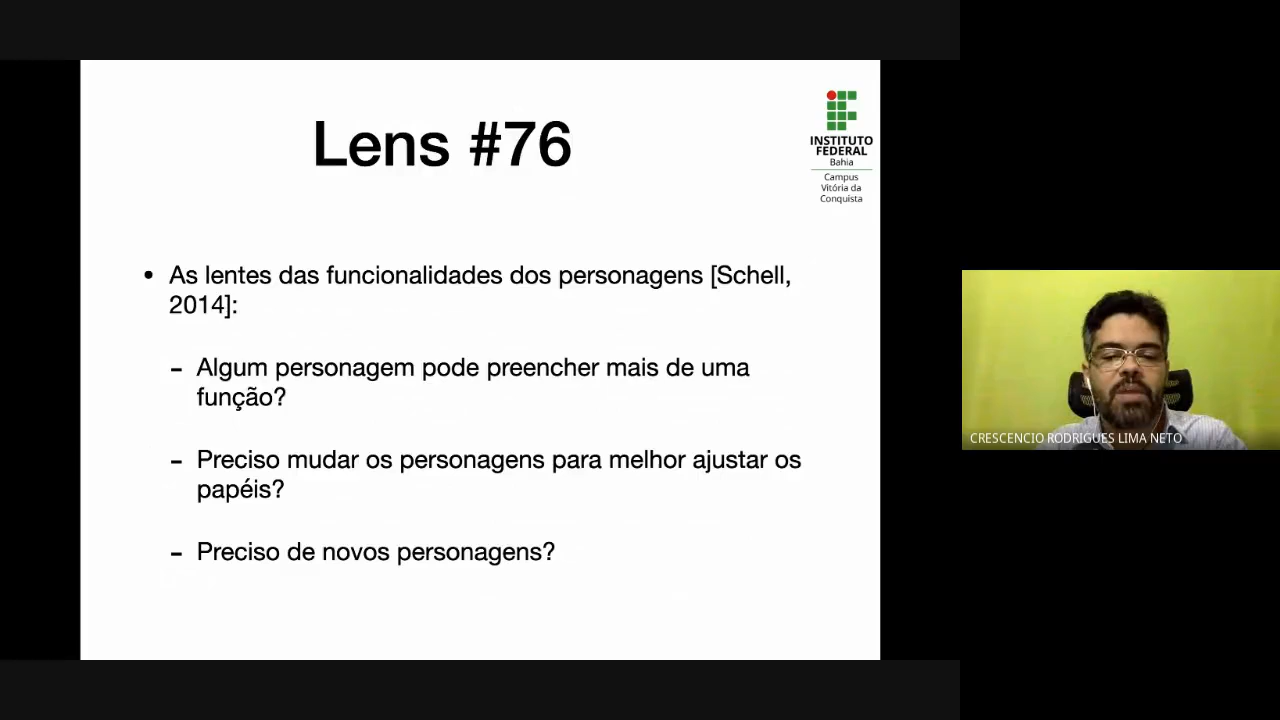 Lens #76
INSTITUTO
FEDERAL
Bahia
Campus
Vitória da
Conquista
• As lentes das funcionalidades dos personagens [Schell,
2014]:
- Algum personagem pode preencher mais de uma
função?
- Preciso mudar os personagens para melhor ajustar os
papéis?
- Preciso de novos personagens?
CRESCENCIO RODRIGUES LIMA NETO